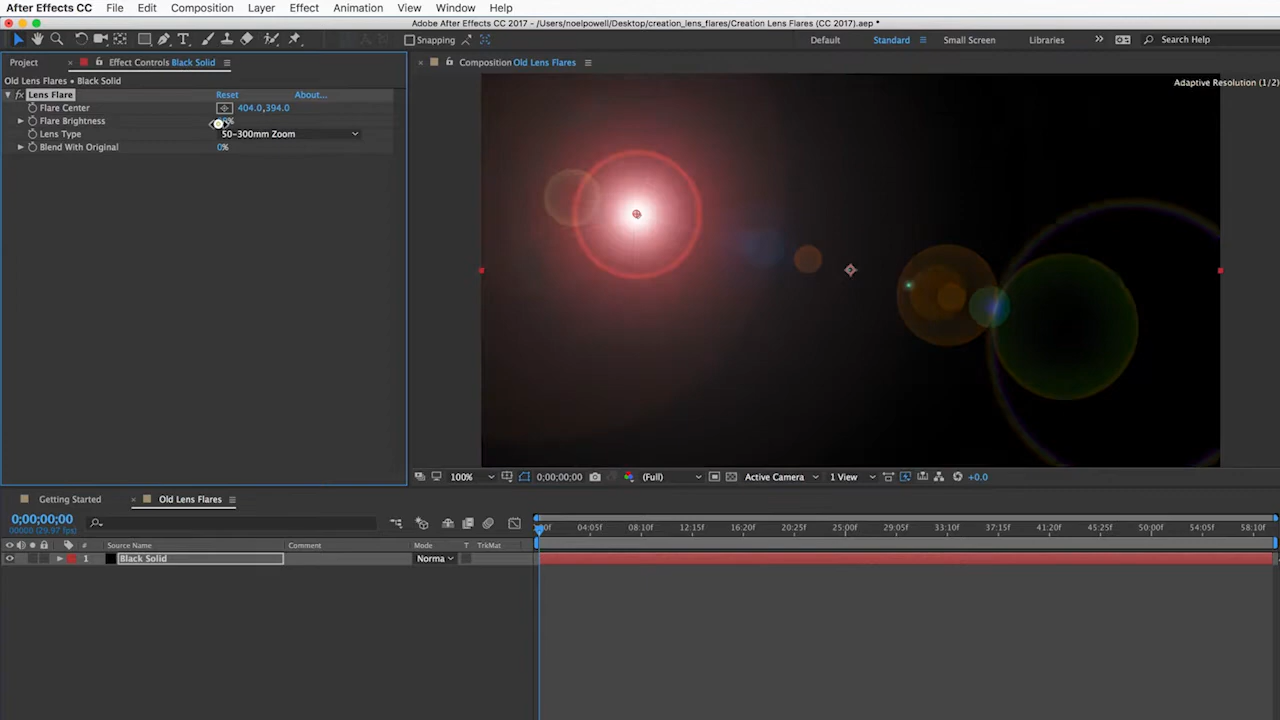 After Effects CC File Edit Composition Layer Effect Animation View Window Help
Adobe After Effects CC 2017 - /Users/noelpowell/Desktop/creation_lens_flares/Creation Lens Flares (CC 2017).aep *
Snapping Default Standard Small Screen Libraries Search Help
Project Effect Controls Black Solid
Composition Old Lens Flares
Old Lens Flares • Black Solid
Adaptive Resolution (1/2)
fx Lens Flare Reset About...
Flare Center 404.0,394.0
Flare Brightness
Lens Type 50-300mm Zoom
Blend With Original 0%
100% 0;00;00;00 (Full) Active Camera 1 View +0.0
Getting Started Old Lens Flares
0;00;00;00
00000 (29.97 fps)
04:05f 08:10f 12:15f 16:20f 20:25f 25:00f 29:05f 33:10f 37:15f 41:20f 45:25f 50:00f 54:05f 58:10f
# Source Name Comment Mode T TrkMat
1 Black Solid Norma